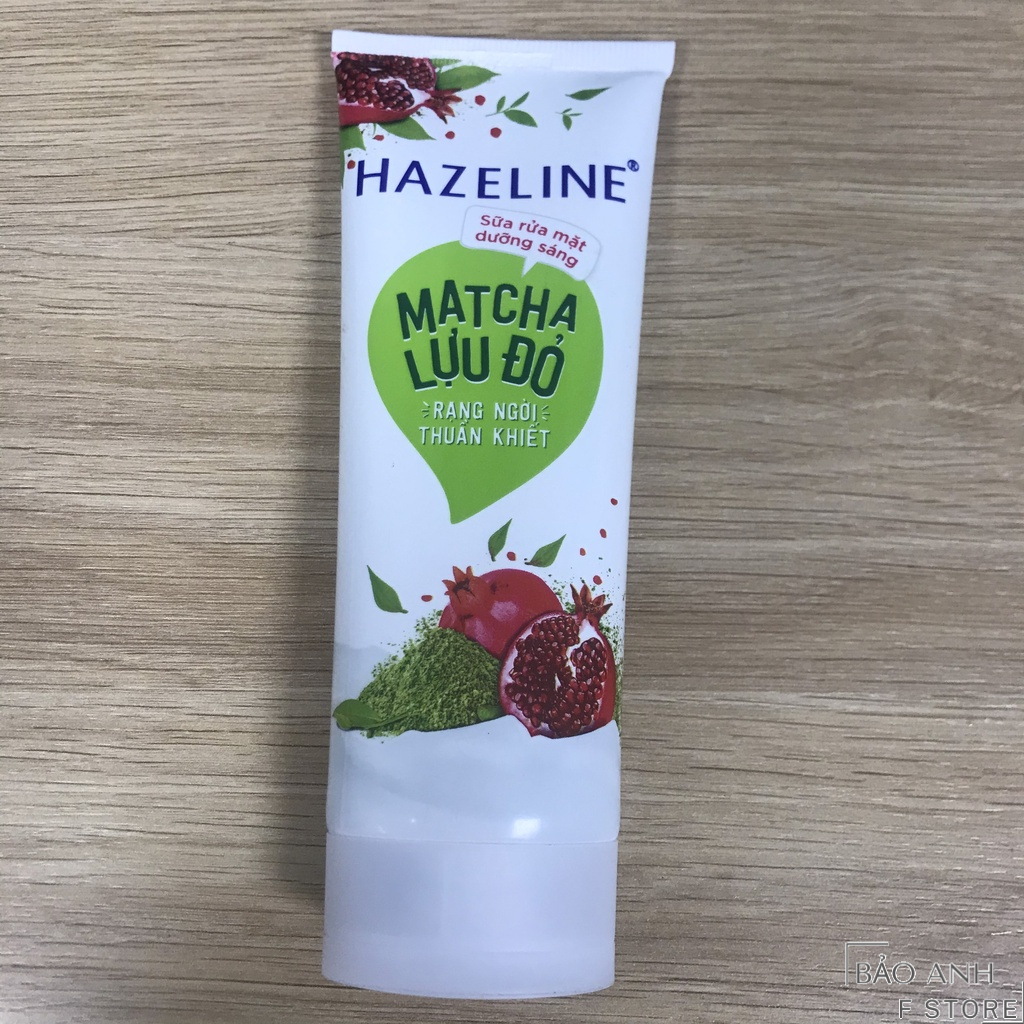 HAZELINE®
Sữa rửa mặt
dưỡng sáng
MATCHA
LỰU ĐỎ
RẠNG NGỜI
THUẦN KHIẾT
BẢO ANH
F STORE